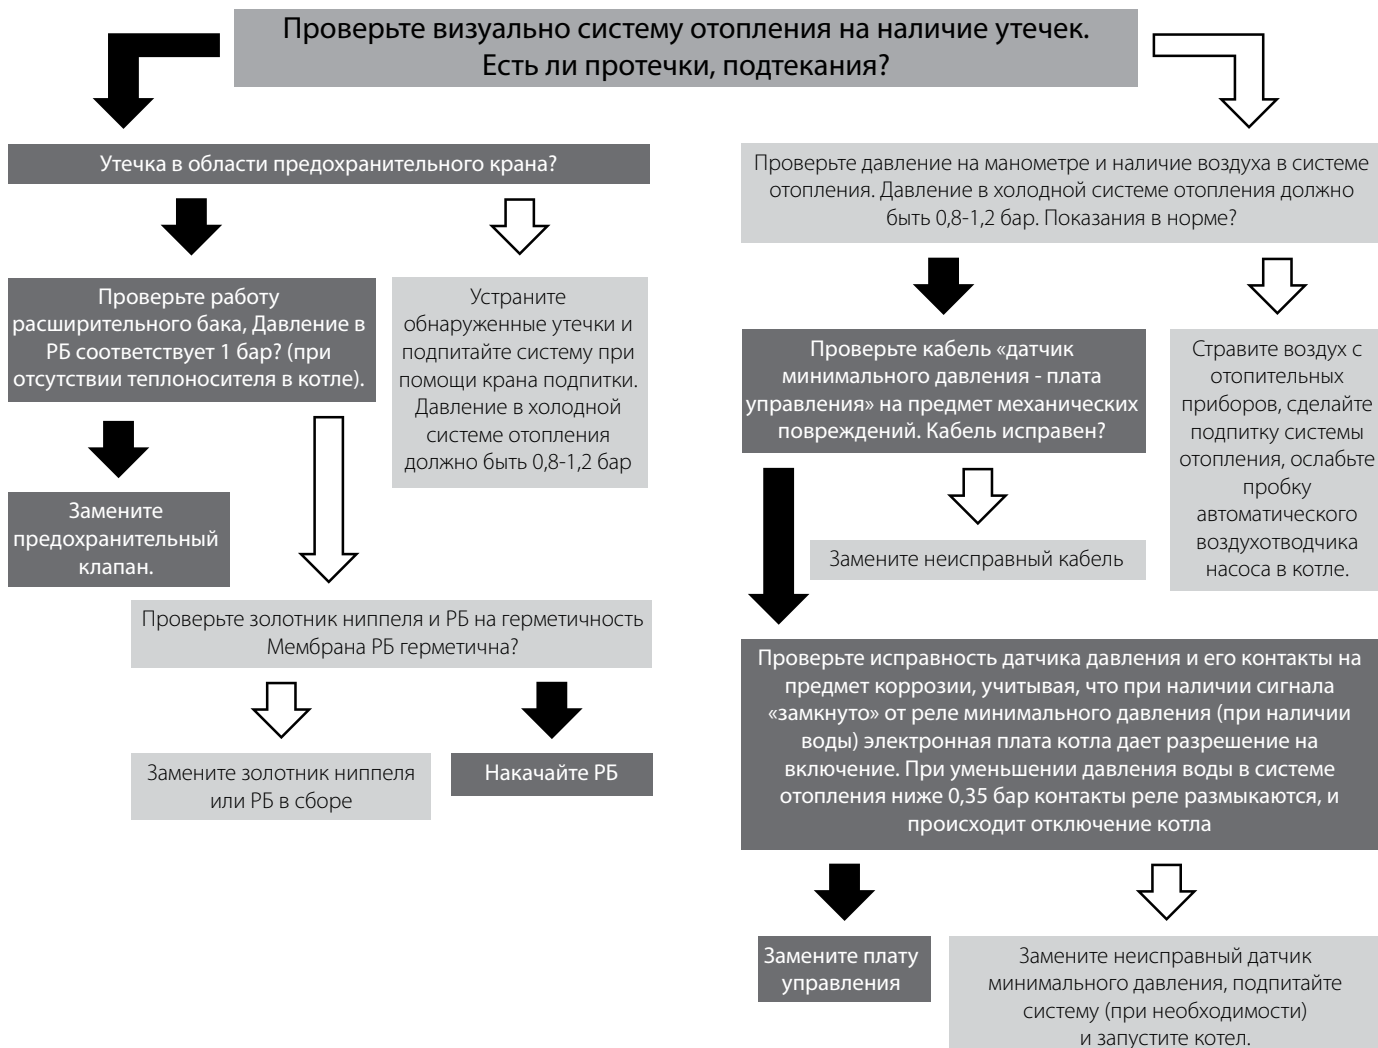 Проверьте визуально систему отопления на наличие утечек.
Есть ли протечки, подтекания?
Утечка в области предохранительного крана?
Проверьте работу
расширительного бака, Давление в
РБ соответствует 1 бар? (при
отсутствии теплоносителя в котле).
Устраните
обнаруженные утечки и
подпитайте систему при
помощи крана подпитки.
Давление в холодной
системе отопления
должно быть 0,8-1,2 бар
Замените
предохранительный
клапан.
Проверьте золотник ниппеля и РБ на герметичность
Мембрана РБ герметична?
Замените золотник ниппеля
или РБ в сборе
Накачайте РБ
Проверьте давление на манометре и наличие воздуха в системе
отопления. Давление в холодной системе отопления должно
быть 0,8-1,2 бар. Показания в норме?
Проверьте кабель «датчик
минимального давления - плата
управления» на предмет механических
повреждений. Кабель исправен?
Стравите воздух с
отопительных
приборов, сделайте
подпитку системы
отопления, ослабьте
пробку
автоматического
воздухотводчика
насоса в котле.
Замените неисправный кабель
Проверьте исправность датчика давления и его контакты на
предмет коррозии, учитывая, что при наличии сигнала
«замкнуто» от реле минимального давления (при наличии
воды) электронная плата котла дает разрешение на
включение. При уменьшении давления воды в системе
отопления ниже 0,35 бар контакты реле размыкаются, и
происходит отключение котла
Замените плату
управления
Замените неисправный датчик
минимального давления, подпитайте
систему (при необходимости)
и запустите котел.